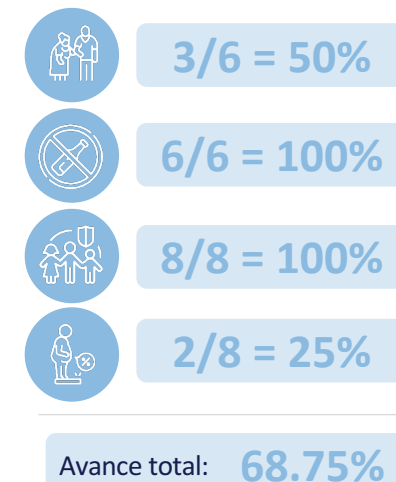 3/6 = 50%
6/6 = 100%
8/8 = 100%
%
2/8 = 25%
Avance total: 68.75%